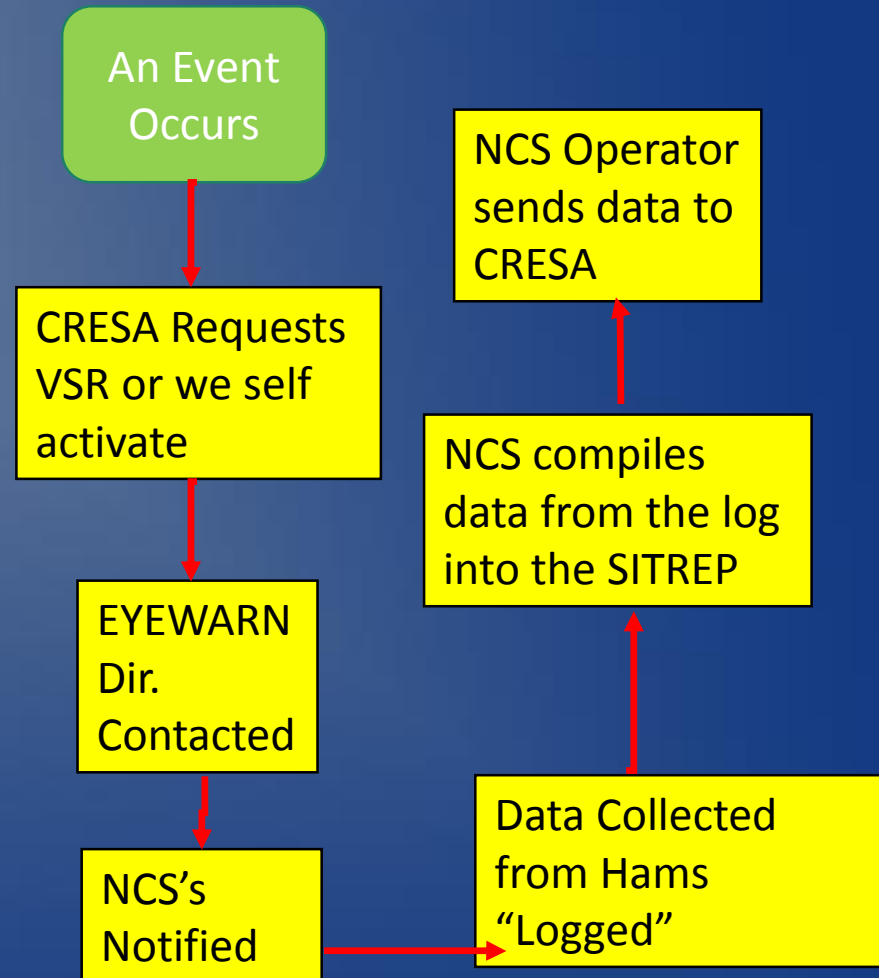 An Event
Occurs
CRESA Requests
VSR or we self
activate
EYEWARN
Dir.
Contacted
NCS’s
Notified
Data Collected
from Hams
“Logged”
NCS compiles
data from the log
into the SITREP
NCS Operator
sends data to
CRESA